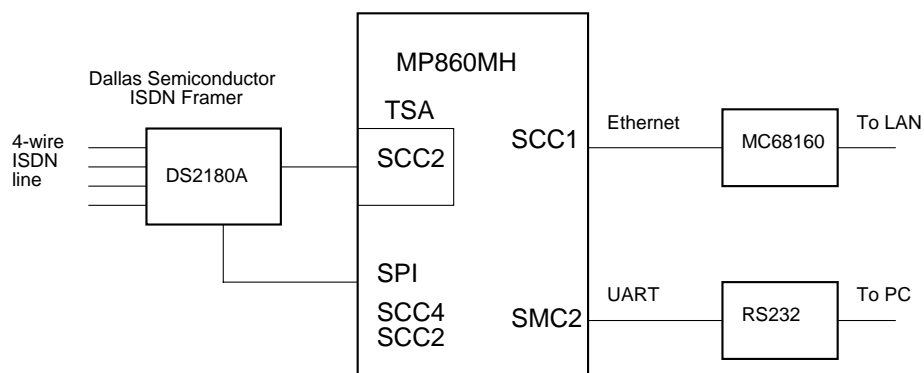 MP860MH
Dallas Semiconductor
ISDN Framer
TSA
4-wire
ISDN
line
DS2180A
SCC2
SCC1
Ethernet
MC68160
To LAN
SPI
SCC4
SCC2
SMC2
UART
RS232
To PC